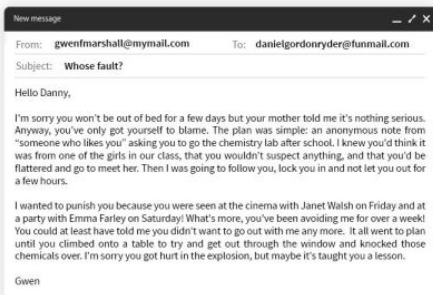 New message
From: gwenfmarshall@mymail.com To: danielgordonryder@funmail.com
Subject: Whose fault?
Hello Danny,
I'm sorry you won't be out of bed for a few days but your mother told me it's nothing serious.
Anyway, you've only got yourself to blame. The plan was simple: an anonymous note from
"someone who likes you" asking you to go the chemistry lab after school. I knew you'd think it
was from one of the girls in our class, that you wouldn't suspect anything, and that you'd be
flattered and go to meet her. Then I was going to follow you, lock you in and not let you out for
a few hours.
I wanted to punish you because you were seen at the cinema with Janet Walsh on Friday and at
a party with Emma Farley on Saturday! What's more, you've been avoiding me for over a week!
You could at least have told me you didn't want to go out with me any more. It all went to plan
until you climbed onto a table to try and get out through the window and knocked those
chemicals over. I'm sorry you got hurt in the explosion, but maybe it's taught you a lesson.
Gwen